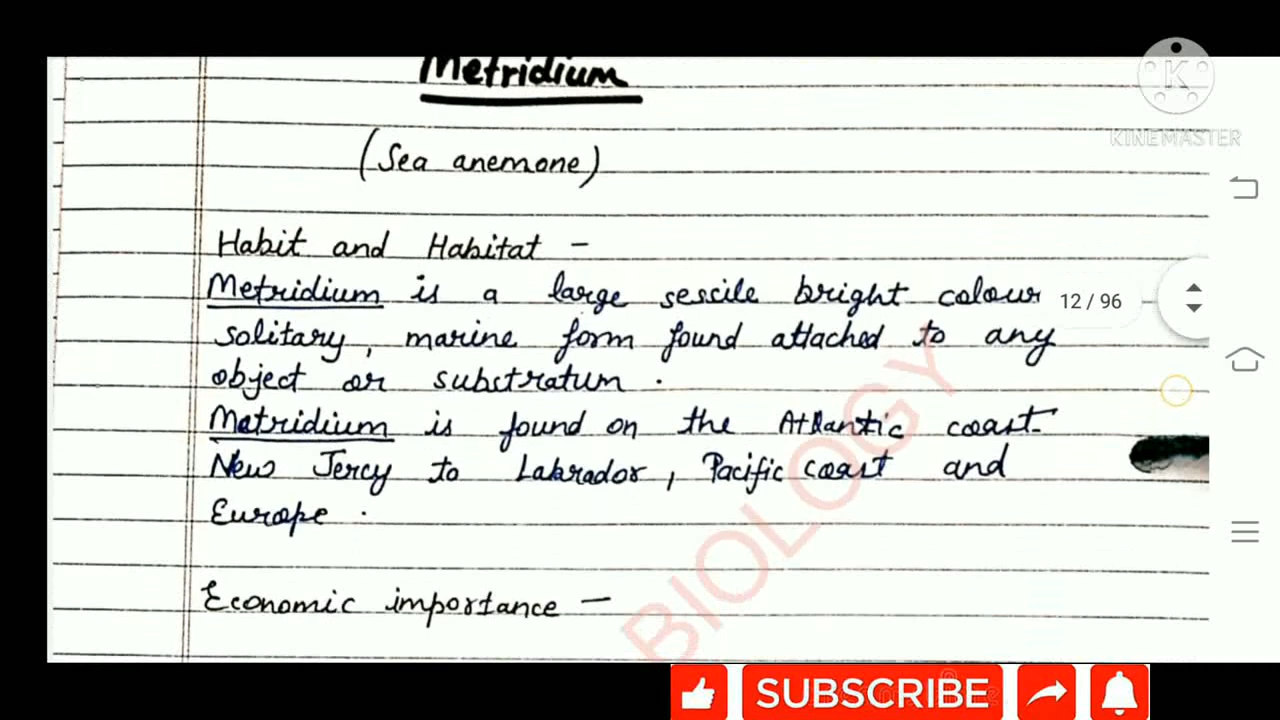 Metridium
K
KINEMASTER
(Sea anemone)
Habit and Habitat –
Metridium is a large sescile bright colour
12 / 96
solitary, marine form found attached to any
object or substratum .
Metridium is found on the Atlantic coast
New Jercy to Labrador, Pacific coast and
Europe .
BIOLOGY
Economic importance –
SUBSCRIBE